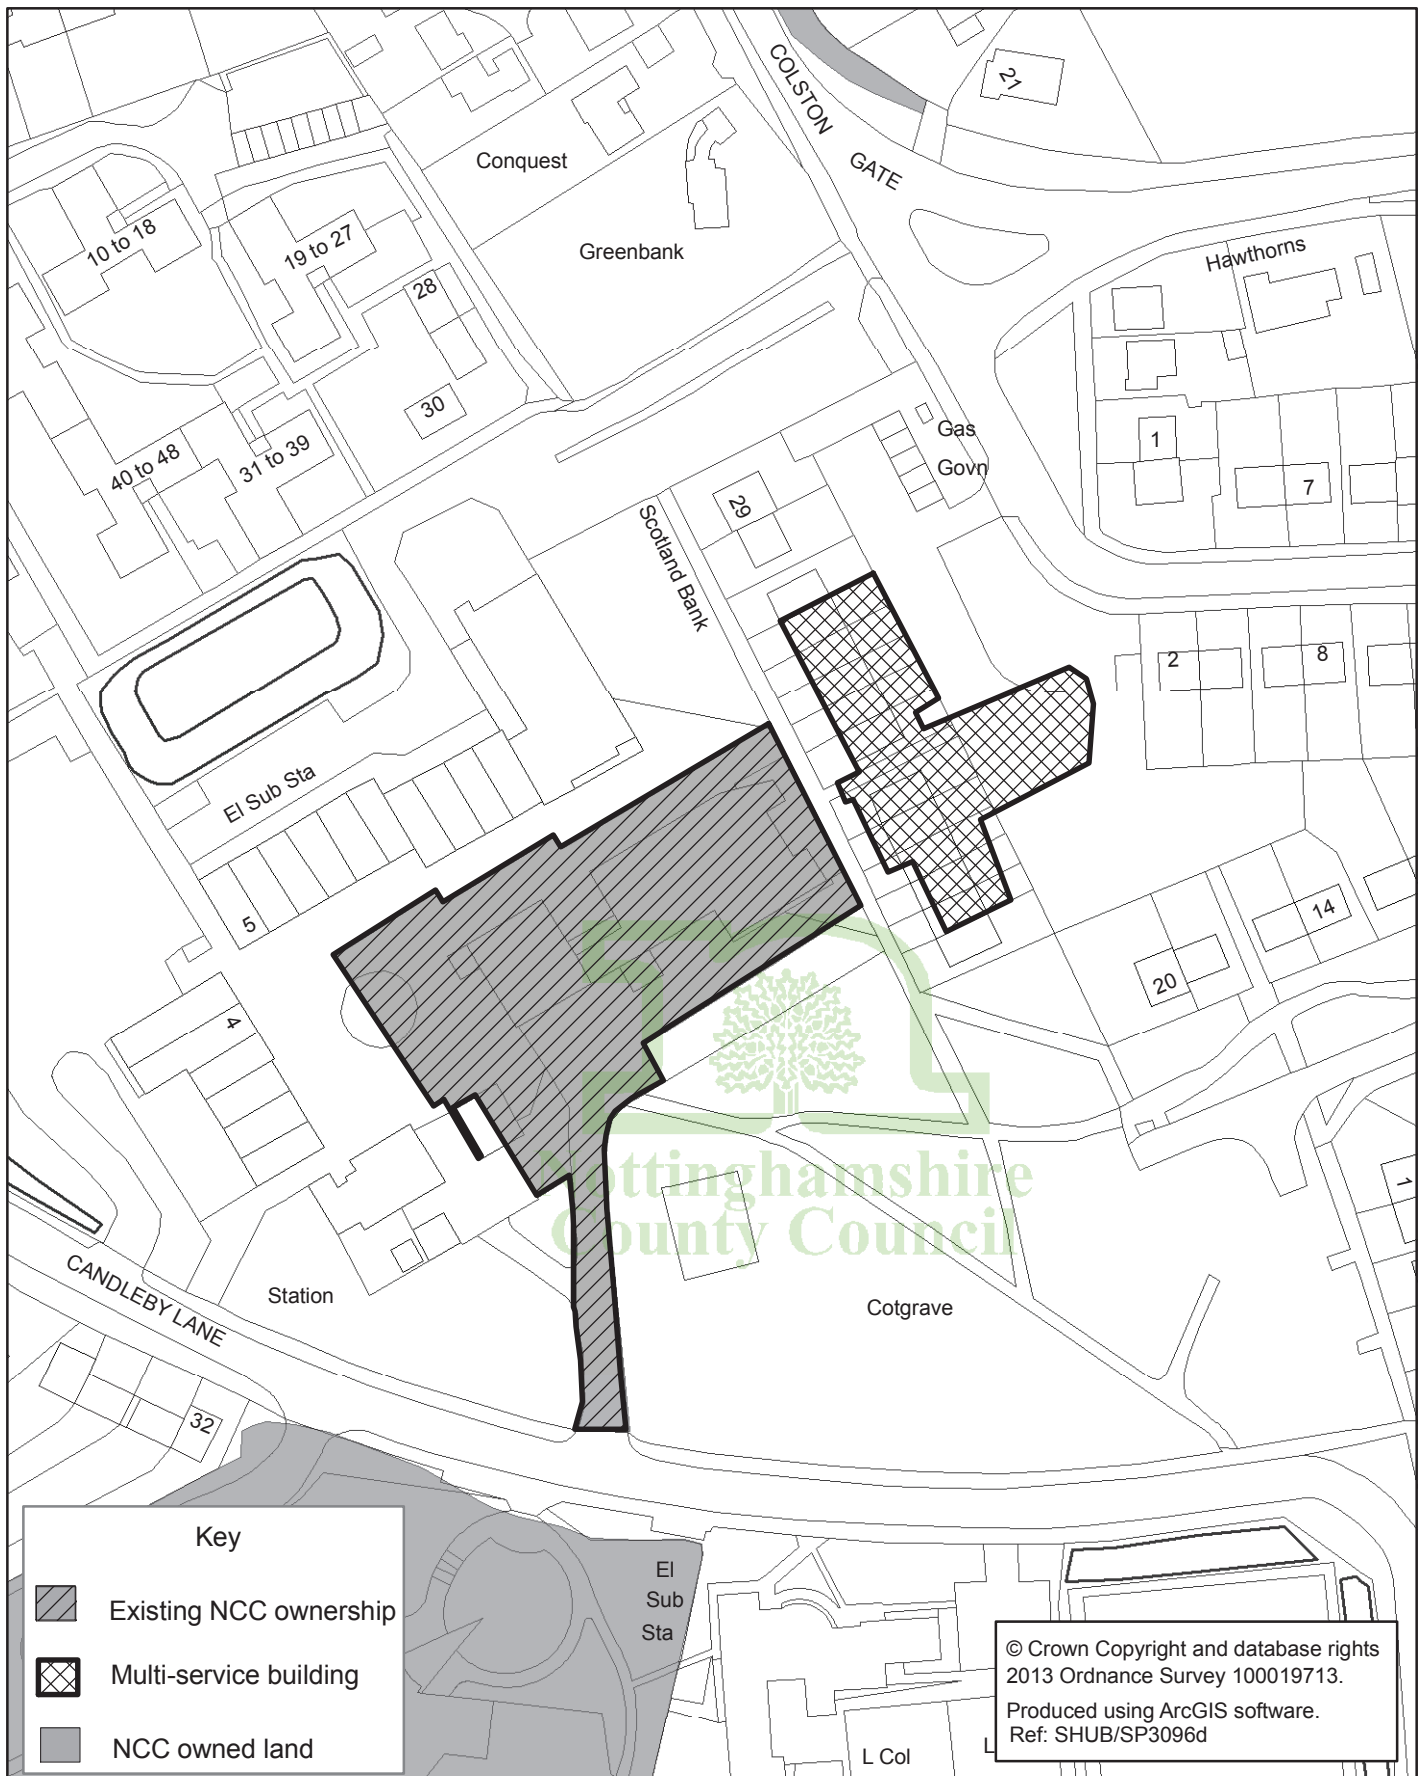 COLSTON
GATE
21
Conquest
Greenbank
10 to 18
19 to 27
28
Hawthorns
30
40 to 48
31 to 39
Gas
Govn
1
7
29
Scotland Bank
2
8
El Sub Sta
5
4
14
20
Nottinghamshire
County Council
1
CANDLEBY LANE
Station
Cotgrave
32
Key
Existing NCC ownership
Multi-service building
NCC owned land
El
Sub
Sta
L Col
L
© Crown Copyright and database rights
2013 Ordnance Survey 100019713.
Produced using ArcGIS software.
Ref: SHUB/SP3096d